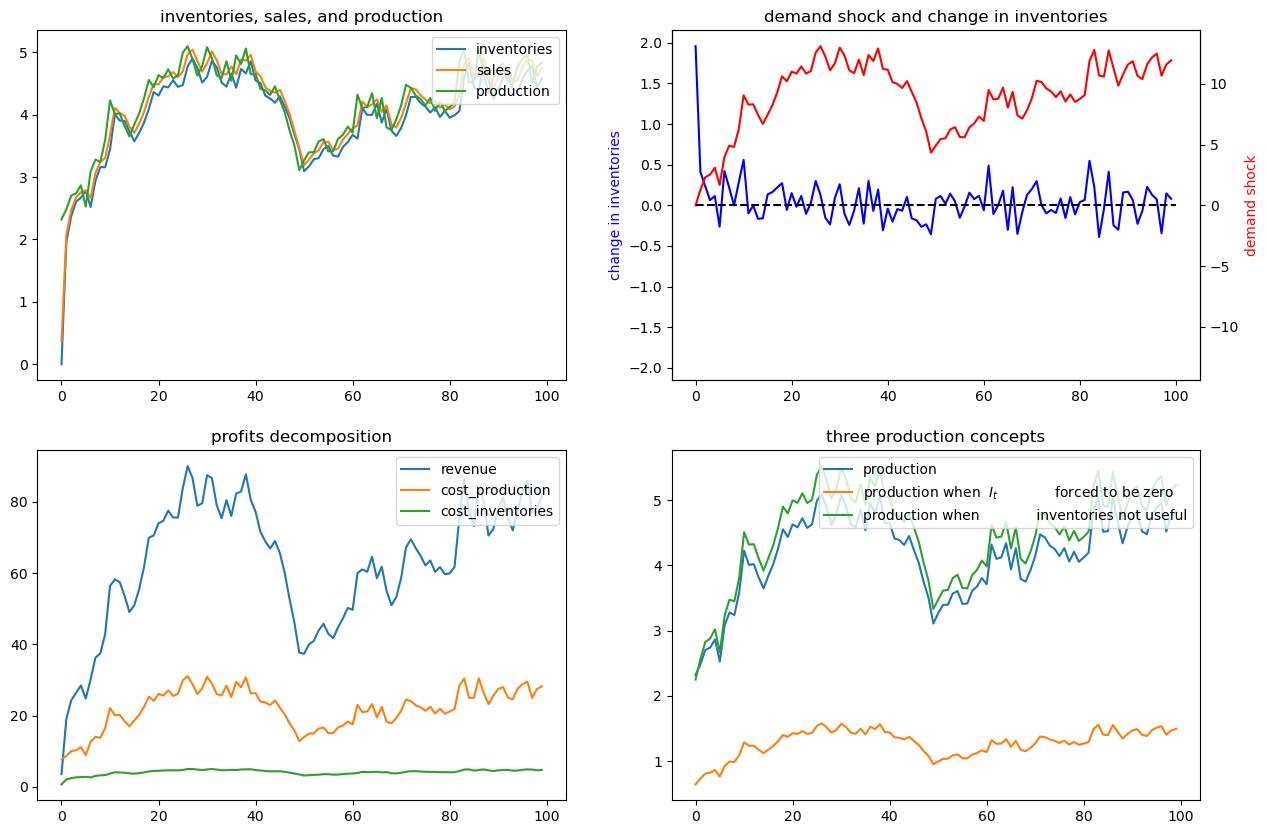 inventories, sales, and production
5
4
3
2
1
0
0 20 40 60 80 100
inventories
sales
production
demand shock and change in inventories
change in inventories
2.0
1.5
1.0
0.5
0.0
−0.5
−1.0
−1.5
−2.0
0 20 40 60 80 100
10
5
0
−5
−10
demand shock
profits decomposition
80
60
40
20
0
0 20 40 60 80 100
revenue
cost_production
cost_inventories
three production concepts
5
4
3
2
1
0 20 40 60 80 100
production
production when I_t forced to be zero
production when inventories not useful